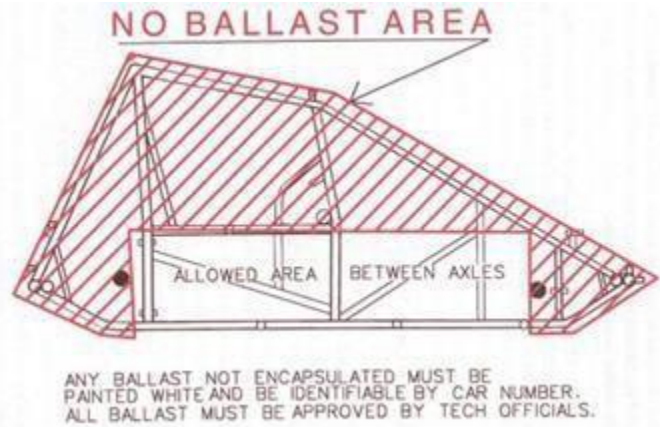 NO BALLAST AREA
ALLOWED AREA BETWEEN AXLES
ANY BALLAST NOT ENCAPSULATED MUST BE
PAINTED WHITE AND BE IDENTIFIABLE BY CAR NUMBER.
ALL BALLAST MUST BE APPROVED BY TECH OFFICIALS.